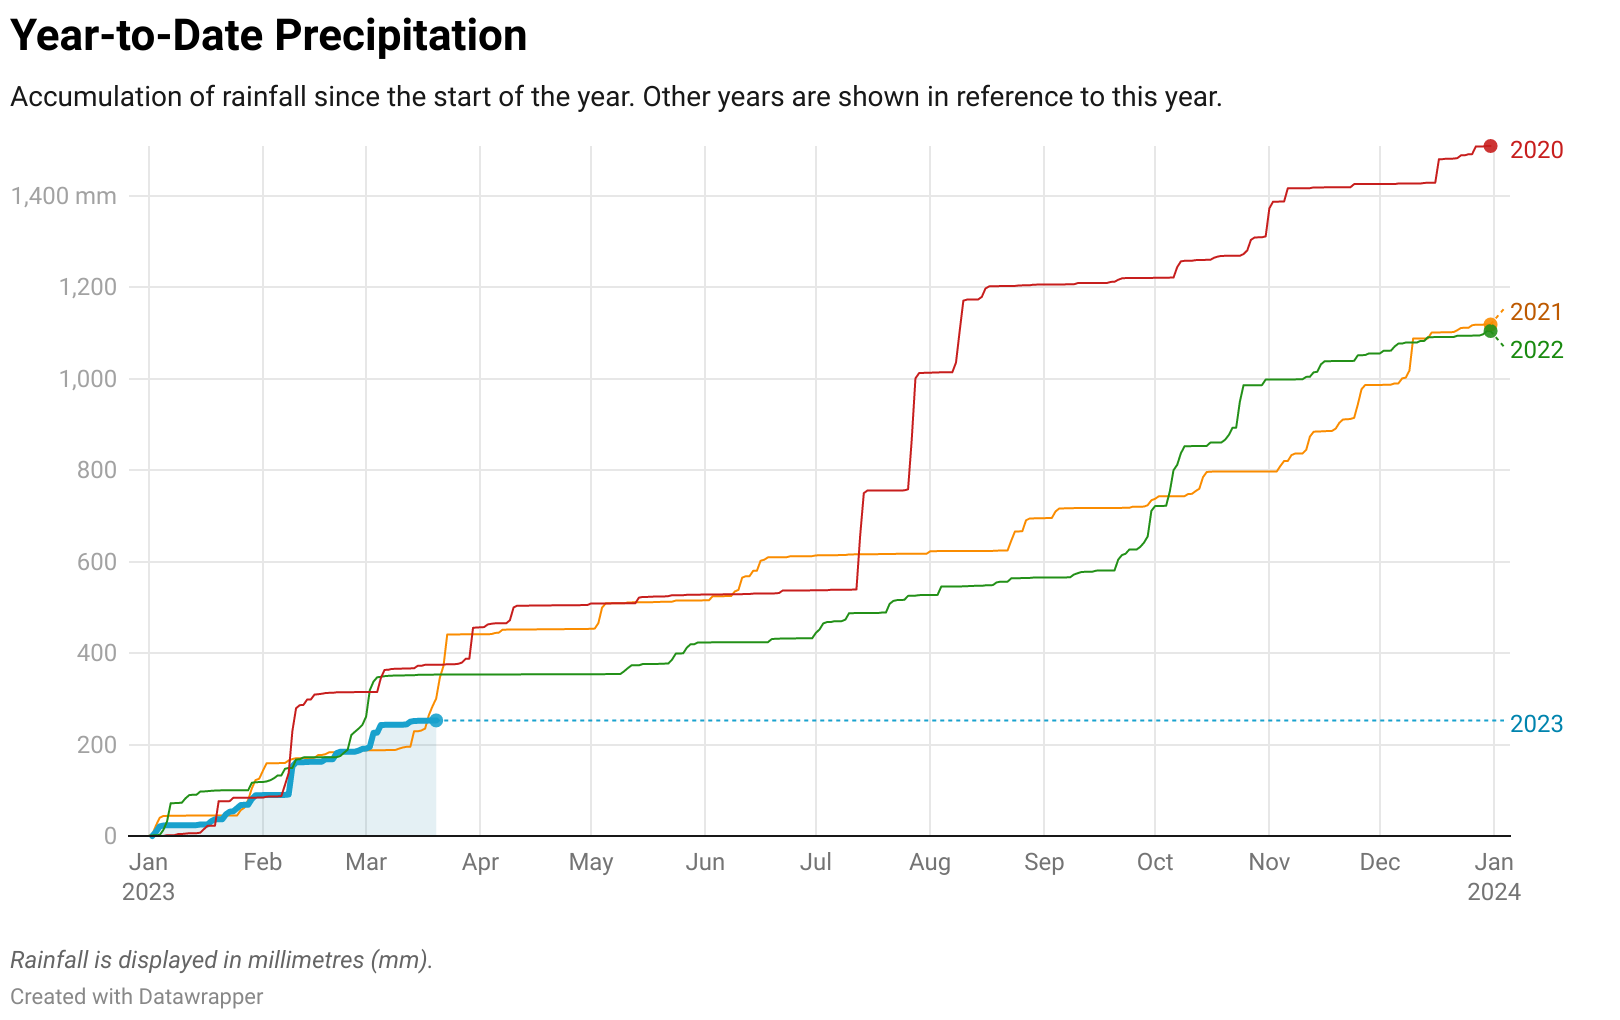 Year-to-Date Precipitation
Accumulation of rainfall since the start of the year. Other years are shown in reference to this year.
2020
1,400 mm
1,200
2021
2022
1,000
800
600
400
2023
200
0
Jan Feb Mar Apr May Jun Jul Aug Sep Oct Nov Dec Jan
2023 2024
Rainfall is displayed in millimetres (mm).
Created with Datawrapper